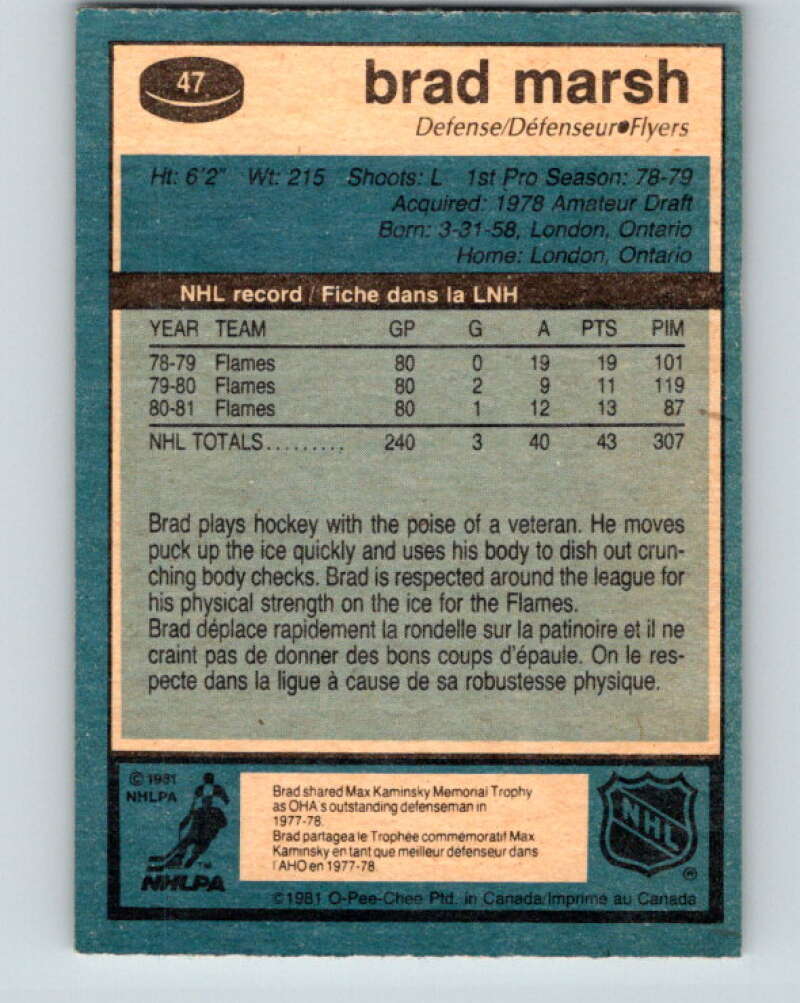 47
brad marsh
Defense/Défenseur●Flyers
Ht: 6'2" Wt: 215 Shoots: L 1st Pro Season: 78-79
Acquired: 1978 Amateur Draft
Born: 3-31-58, London, Ontario
Home: London, Ontario
NHL record / Fiche dans la LNH
YEAR TEAM GP G A PTS PIM
78-79 Flames 80 0 19 19 101
79-80 Flames 80 2 9 11 119
80-81 Flames 80 1 12 13 87
NHL TOTALS......... 240 3 40 43 307
Brad plays hockey with the poise of a veteran. He moves
puck up the ice quickly and uses his body to dish out crun-
ching body checks. Brad is respected around the league for
his physical strength on the ice for the Flames.
Brad déplace rapidement la rondelle sur la patinoire et il ne
craint pas de donner des bons coups d'épaule. On le res-
pecte dans la ligue à cause de sa robustesse physique.
© 1981
NHLPA
TM
NHLPA
Brad shared Max Kaminsky Memorial Trophy
as OHA's outstanding defenseman in
1977-78.
Brad partagea le Trophée commémoratif Max
Kaminsky en tant que meilleur défenseur dans
l'AHO en 1977-78.
NHL
®
©1981 O-Pee-Chee Ptd. in Canada/Imprimé au Canada